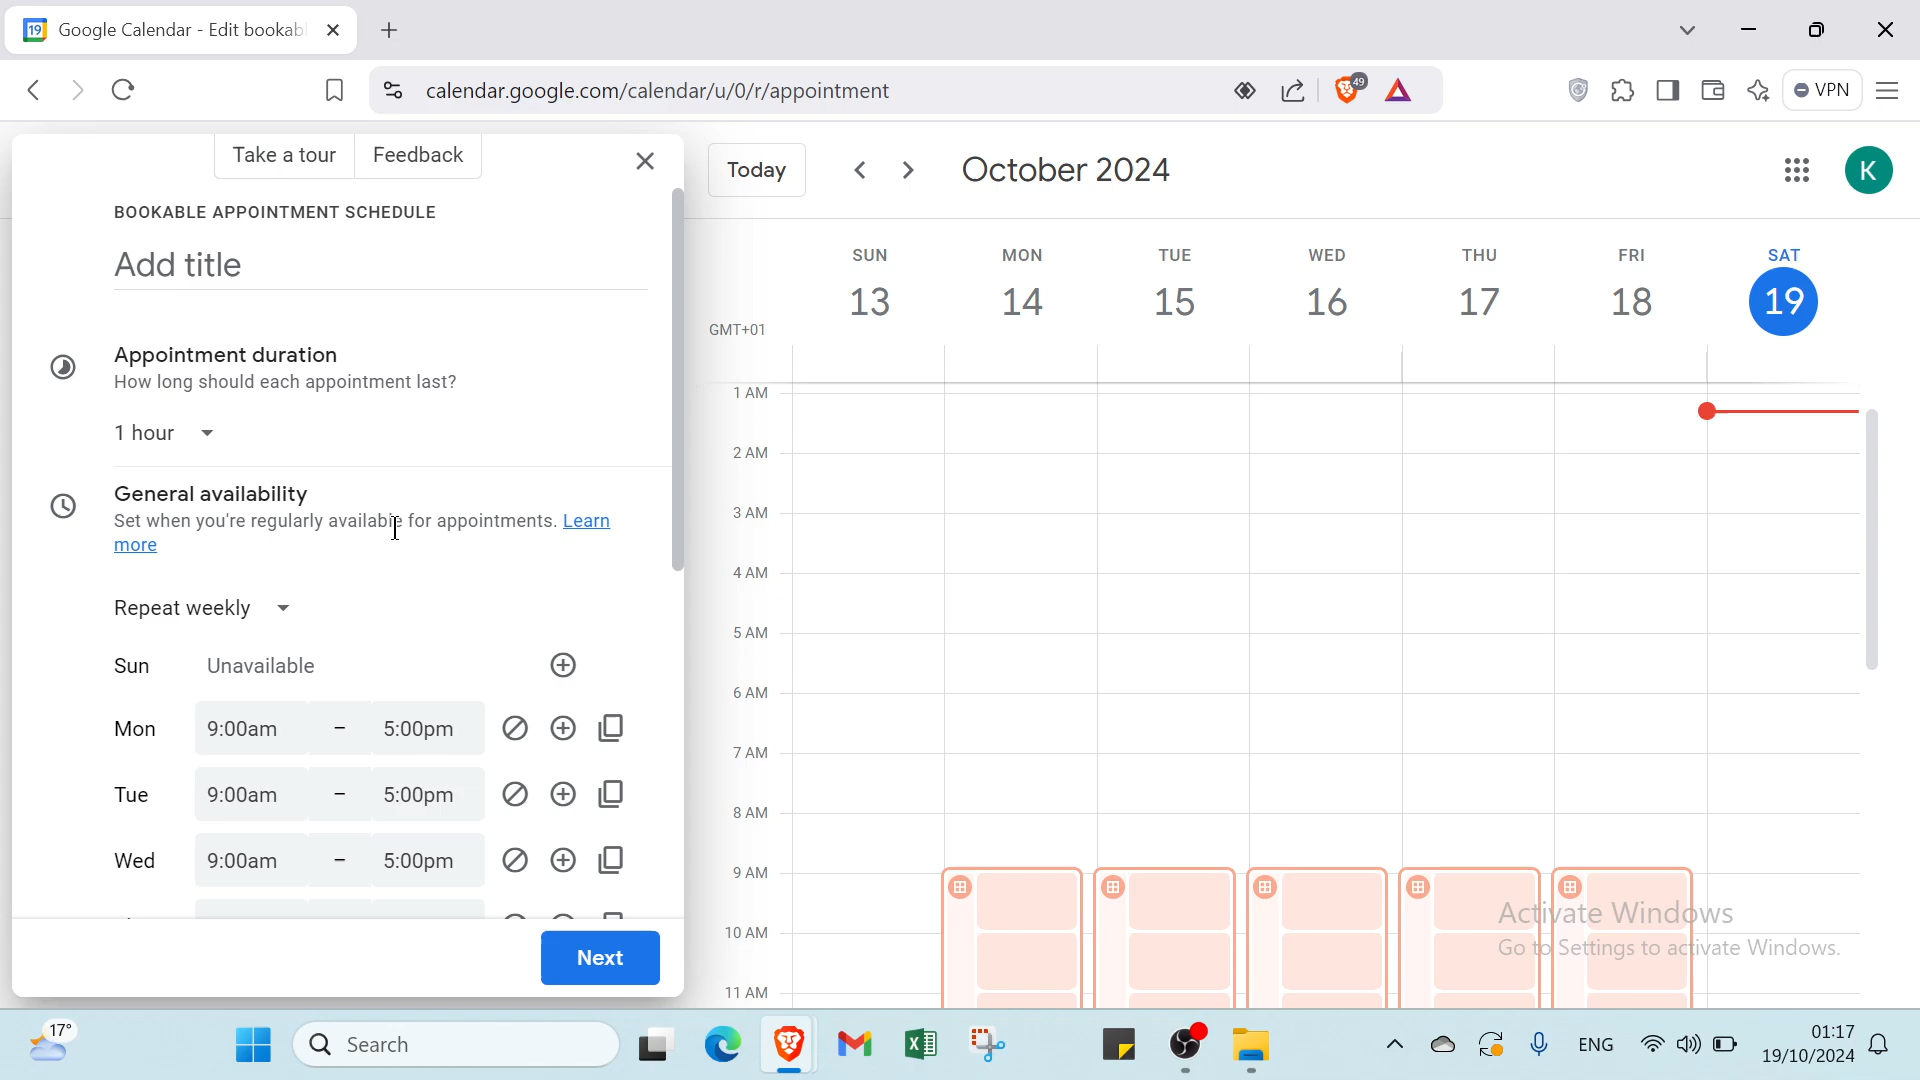 Google Calendar - Edit bookabl
calendar.google.com/calendar/u/0/r/appointment
49
VPN
Take a tour
Feedback
BOOKABLE APPOINTMENT SCHEDULE
Add title
Appointment duration
How long should each appointment last?
1 hour
General availability
Set when you're regularly available for appointments. Learn
more
Repeat weekly
Sun Unavailable
Mon 9:00am – 5:00pm
Tue 9:00am – 5:00pm
Wed 9:00am – 5:00pm
Next
Today
October 2024
K
SUN MON TUE WED THU FRI SAT
13 14 15 16 17 18 19
GMT+01
1 AM
2 AM
3 AM
4 AM
5 AM
6 AM
7 AM
8 AM
9 AM
10 AM
11 AM
Activate Windows
Go to Settings to activate Windows.
17°
Search
ENG
01:17
19/10/2024